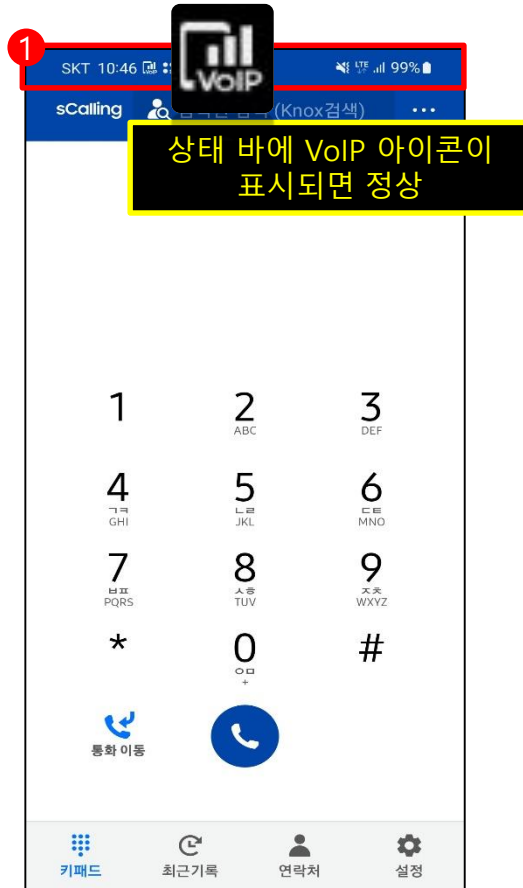 1
SKT 10:46 VoIP LTE 99%
sCalling (Knox검색)
상태 바에 VoIP 아이콘이
표시되면 정상
1 2 3
ABC DEF
4 5 6
ㄱㅋ ㄴㄹ ㄷㅌ
GHI JKL MNO
7 8 9
ㅂㅍ ㅅㅎ ㅈㅊ
PQRS TUV WXYZ
* 0 #
ㅇㅁ
+
통화 이동
키패드 최근기록 연락처 설정